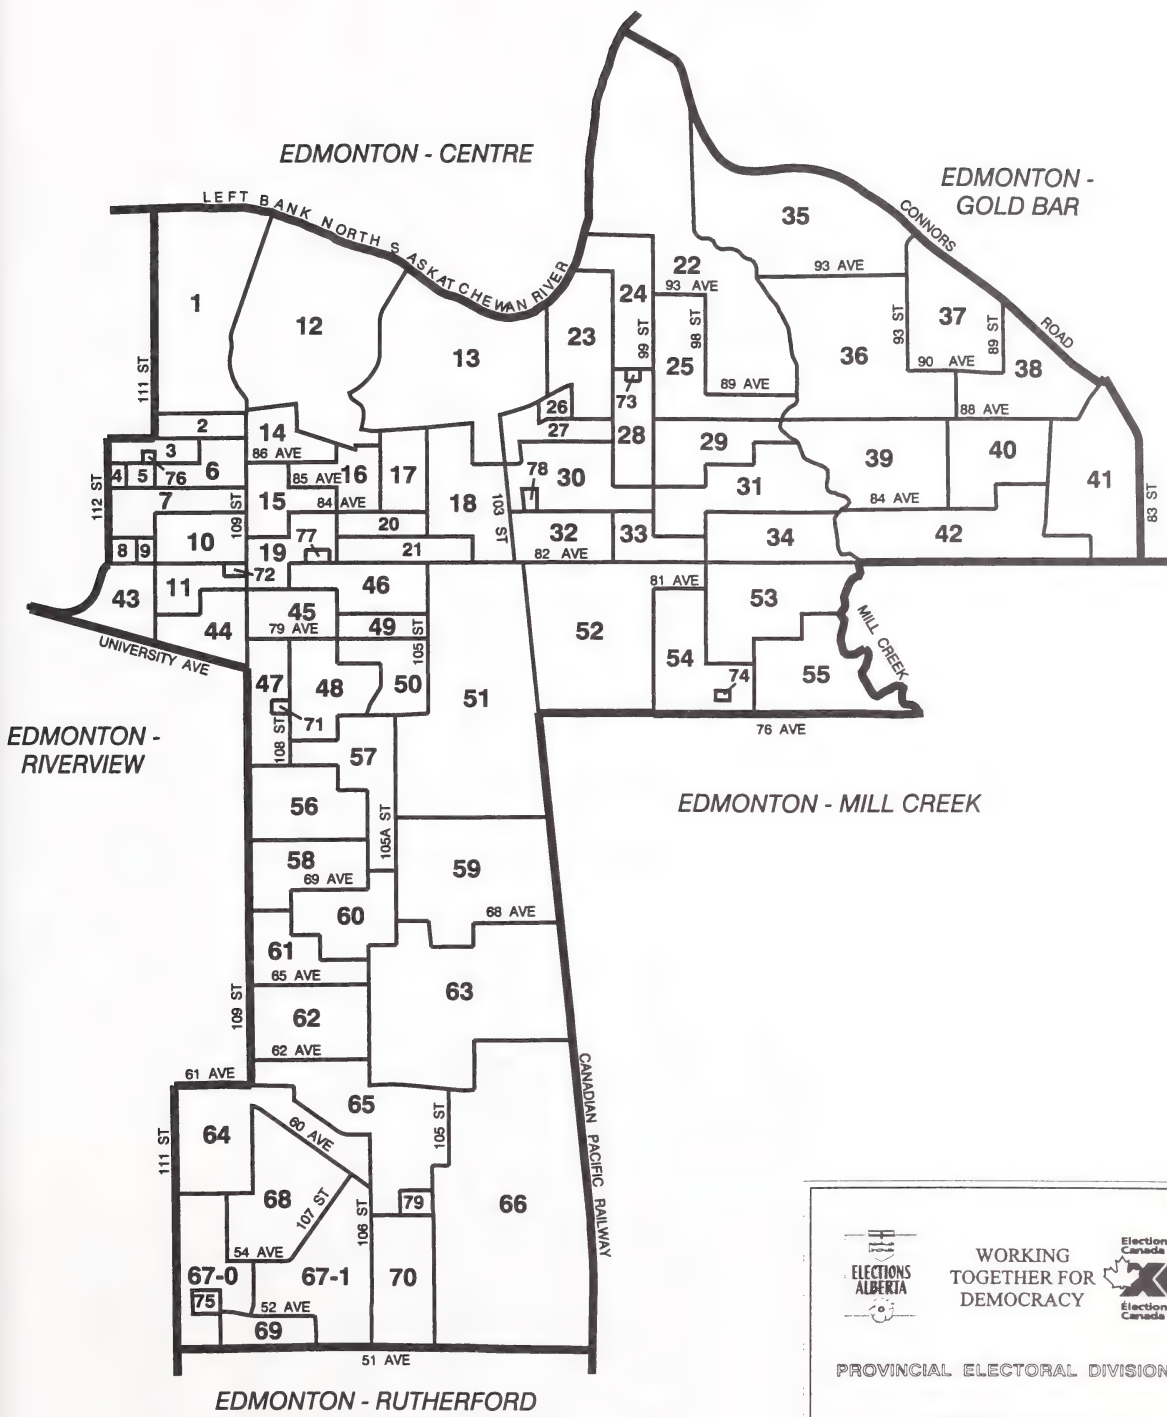 EDMONTON - CENTRE
LEFT BANK NORTH SASKATCHEWAN RIVER
EDMONTON -
GOLD BAR
CONNORS
ROAD
35
22
93 AVE
93 AVE
24
1
12
13
23
99 ST
98 ST
25
36
93 ST
37
89 ST
38
90 AVE
111 ST
89 AVE
73
88 AVE
26
2
14
27
28
29
3
86 AVE
39
40
4
5
76
6
85 AVE
16
17
30
78
31
41
112 ST
7
109 ST
15
84 AVE
18
103 ST
84 AVE
83 ST
10
20
32
33
34
42
8
9
19
77
21
82 AVE
72
43
11
46
81 AVE
53
44
45
52
MILL CREEK
79 AVE
49
105 ST
UNIVERSITY AVE
54
55
47
48
50
51
74
71
108 ST
76 AVE
EDMONTON -
RIVERVIEW
57
56
105A ST
EDMONTON - MILL CREEK
58
59
69 AVE
60
68 AVE
61
65 AVE
63
109 ST
62
62 AVE
61 AVE
CANADIAN PACIFIC RAILWAY
65
105 ST
111 ST
64
60 AVE
68
79
66
107 ST
106 ST
54 AVE
67-0
67-1
70
75
52 AVE
69
51 AVE
EDMONTON - RUTHERFORD
ELECTIONS
ALBERTA
WORKING
TOGETHER FOR
DEMOCRACY
Election
Canada
Élection
Canada
PROVINCIAL ELECTORAL DIVISION